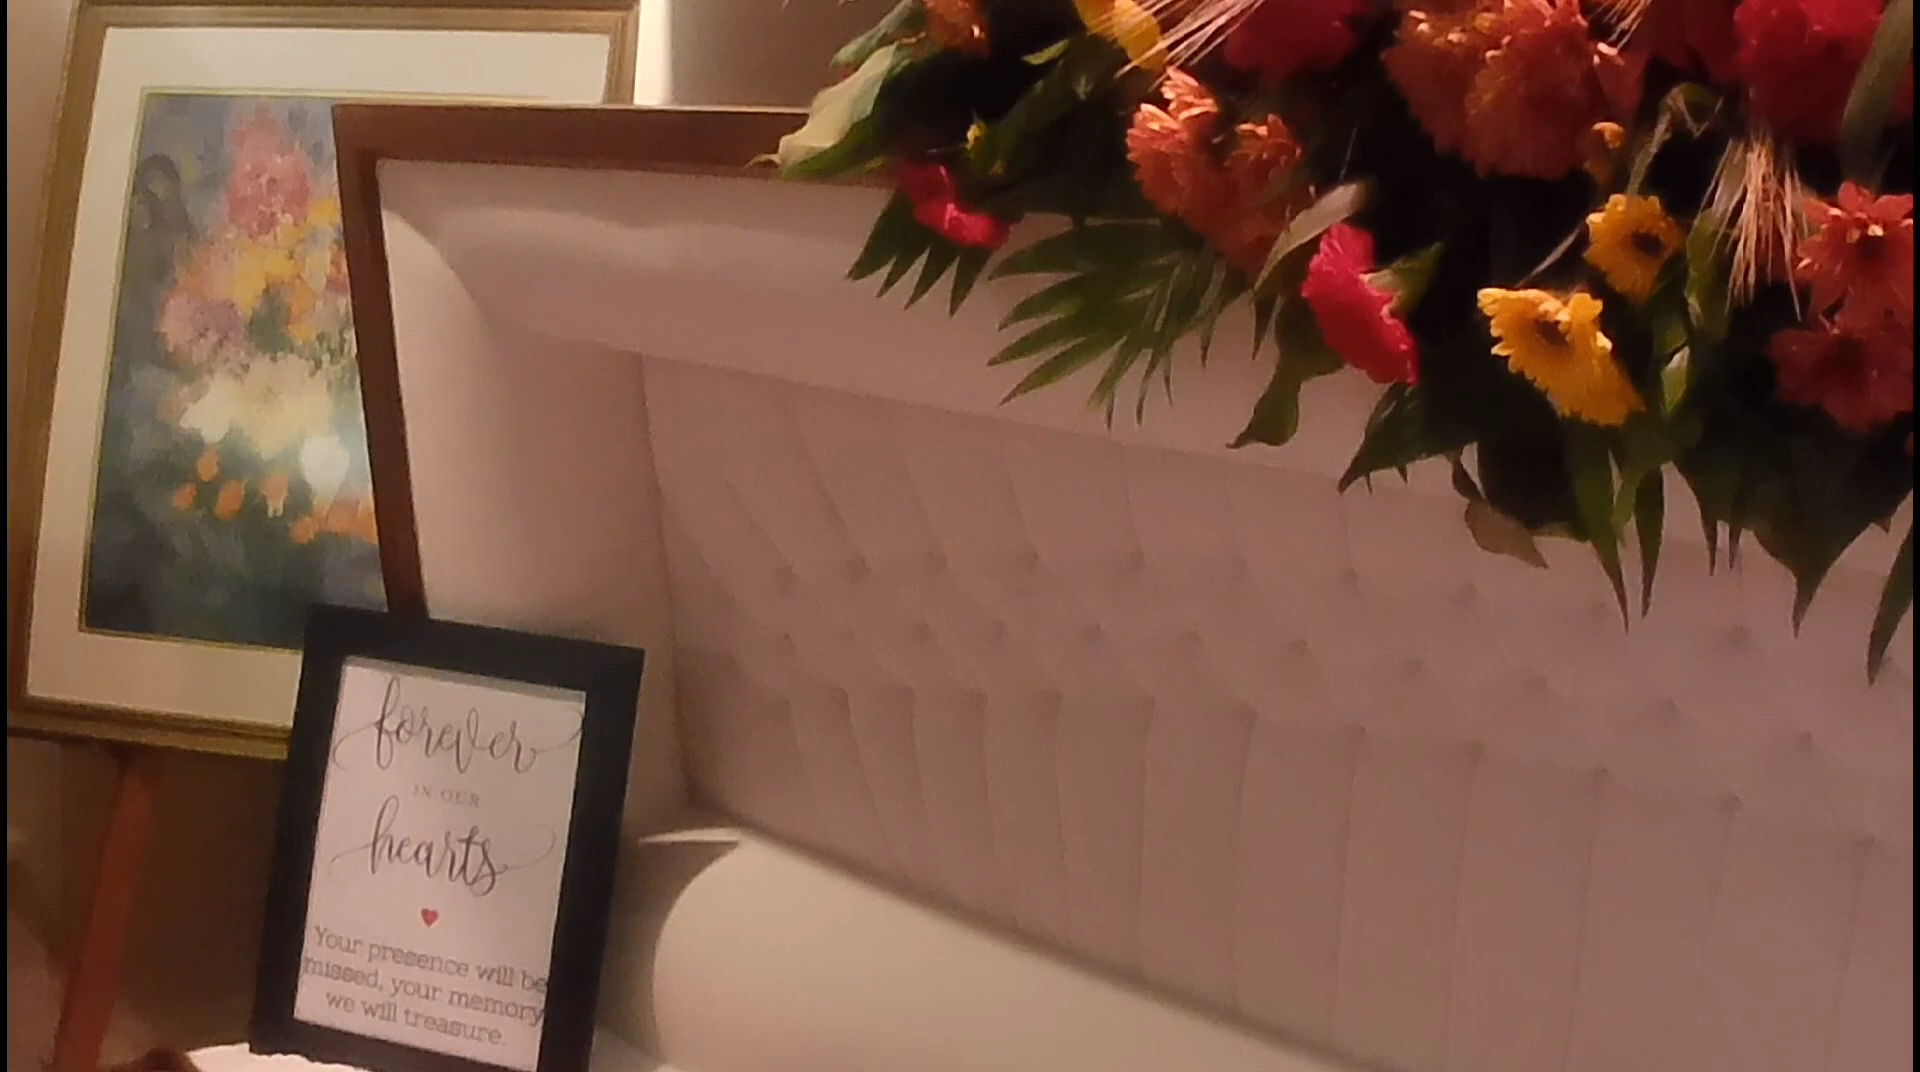 forever
IN OUR
hearts
Your presence will be
missed, your memory
we will treasure.